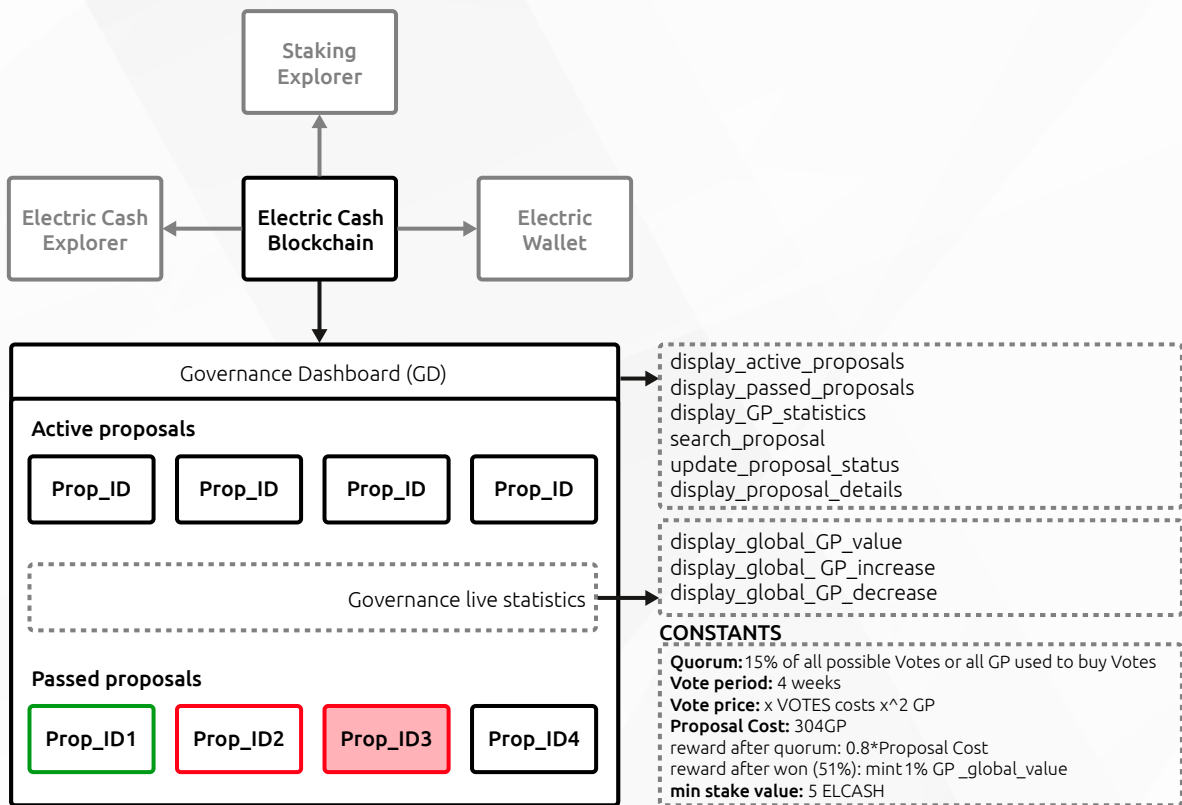 Staking
Explorer
Electric Cash
Explorer
Electric Cash
Blockchain
Electric
Wallet
Governance Dashboard (GD)
Active proposals
Prop_ID
Prop_ID
Prop_ID
Prop_ID
Governance live statistics
Passed proposals
Prop_ID1
Prop_ID2
Prop_ID3
Prop_ID4
display_active_proposals
display_passed_proposals
display_GP_statistics
search_proposal
update_proposal_status
display_proposal_details
display_global_GP_value
display_global_ GP_increase
display_global_GP_decrease
CONSTANTS
Quorum: 15% of all possible Votes or all GP used to buy Votes
Vote period: 4 weeks
Vote price: x VOTES costs x^2 GP
Proposal Cost: 304GP
reward after quorum: 0.8*Proposal Cost
reward after won (51%): mint 1% GP _global_value
min stake value: 5 ELCASH